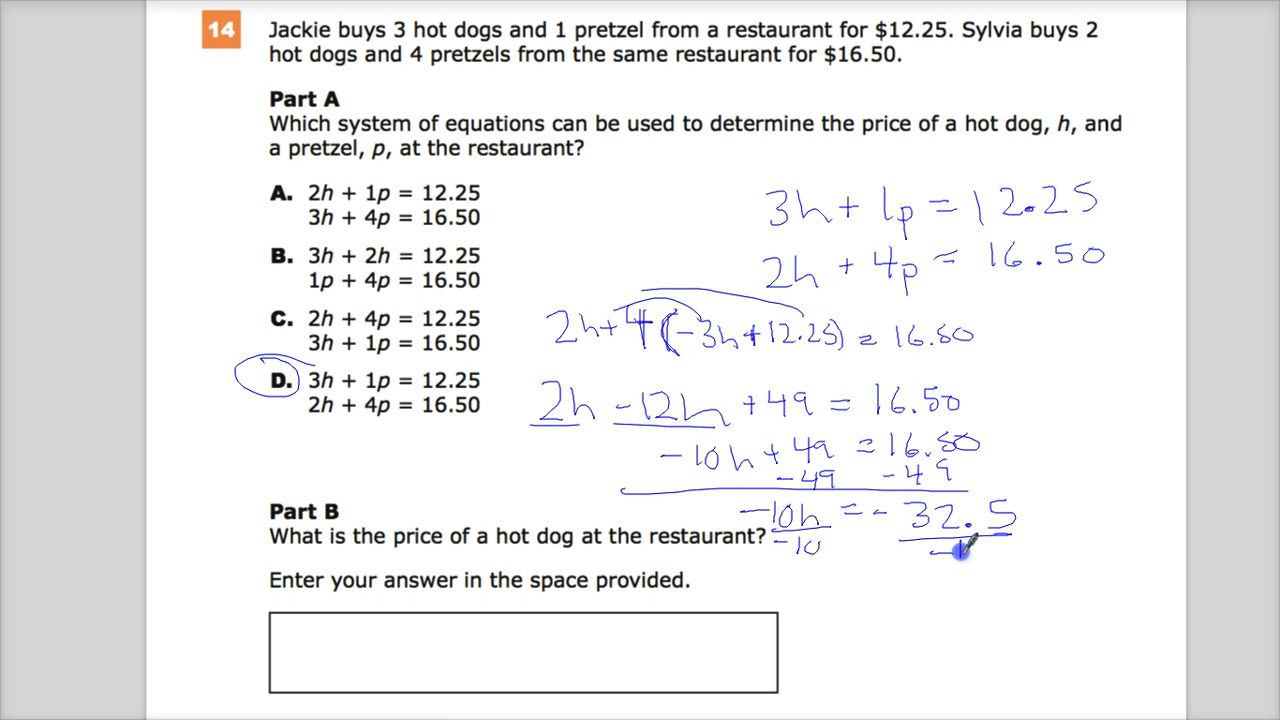 14 Jackie buys 3 hot dogs and 1 pretzel from a restaurant for $12.25. Sylvia buys 2
hot dogs and 4 pretzels from the same restaurant for $16.50.
Part A
Which system of equations can be used to determine the price of a hot dog, h, and
a pretzel, p, at the restaurant?
A. 2h + 1p = 12.25
3h + 4p = 16.50
B. 3h + 2h = 12.25
1p + 4p = 16.50
C. 2h + 4p = 12.25
3h + 1p = 16.50
D. 3h + 1p = 12.25
2h + 4p = 16.50
3h + 1p = 12.25
2h + 4p = 16.50
2h + 4(-3h + 12.25) = 16.50
2h - 12h + 49 = 16.50
-10h + 49 = 16.50
-49 -49
-10h = -32.5
-10 -1
Part B
What is the price of a hot dog at the restaurant?
Enter your answer in the space provided.